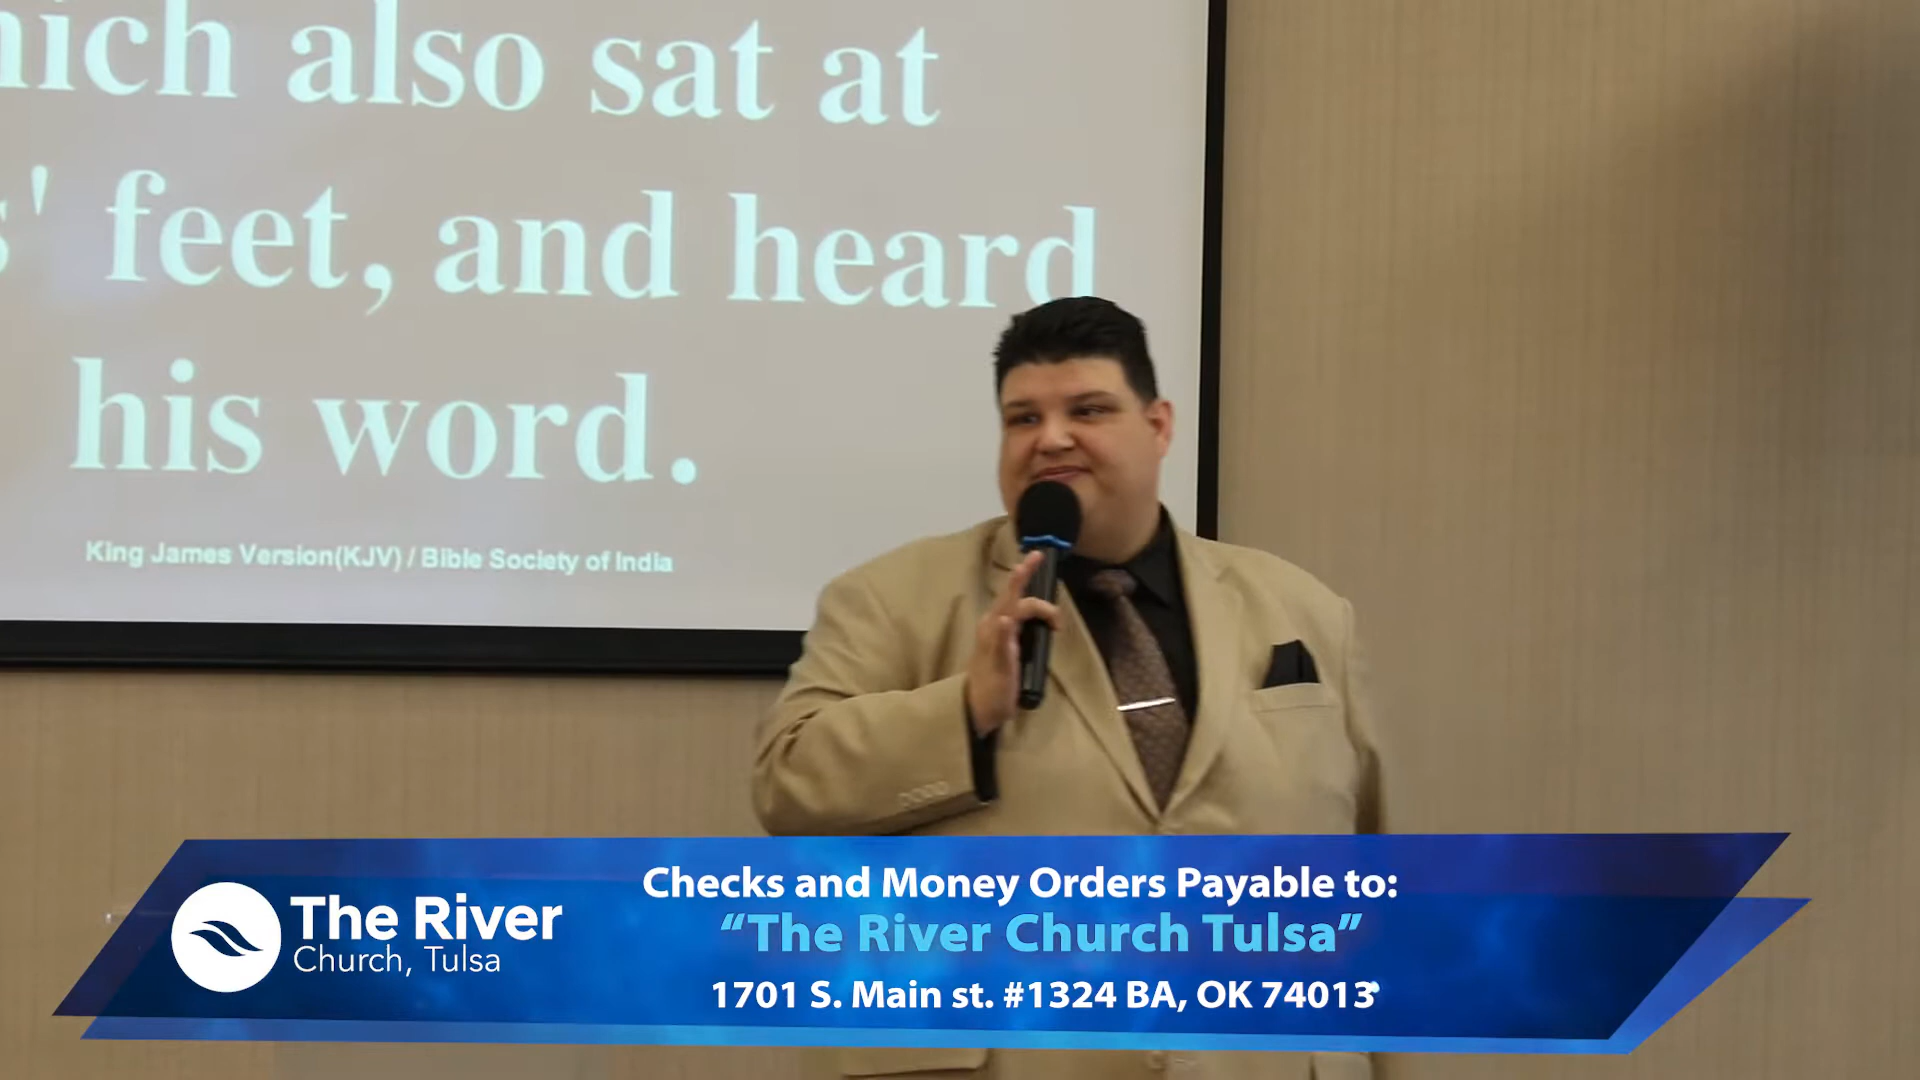 hich also sat at
s' feet, and heard
his word.
King James Version(KJV) / Bible Society of India
The River
Church, Tulsa
Checks and Money Orders Payable to:
“The River Church Tulsa”
1701 S. Main st. #1324 BA, OK 74013